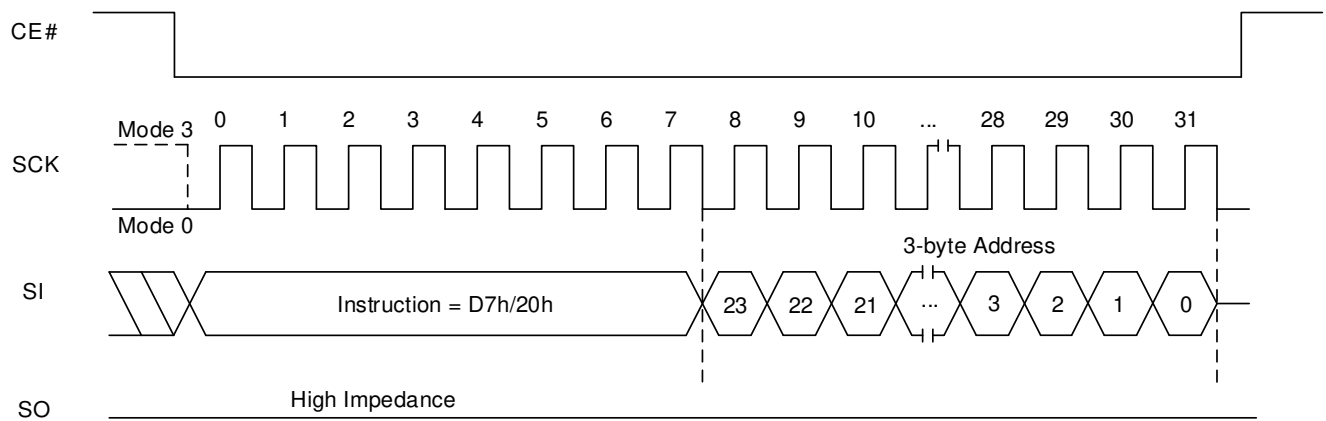 CE#
Mode 3 0 1 2 3 4 5 6 7 8 9 10 ... 28 29 30 31
SCK
Mode 0
3-byte Address
SI Instruction = D7h/20h 23 22 21 ... 3 2 1 0
High Impedance
SO